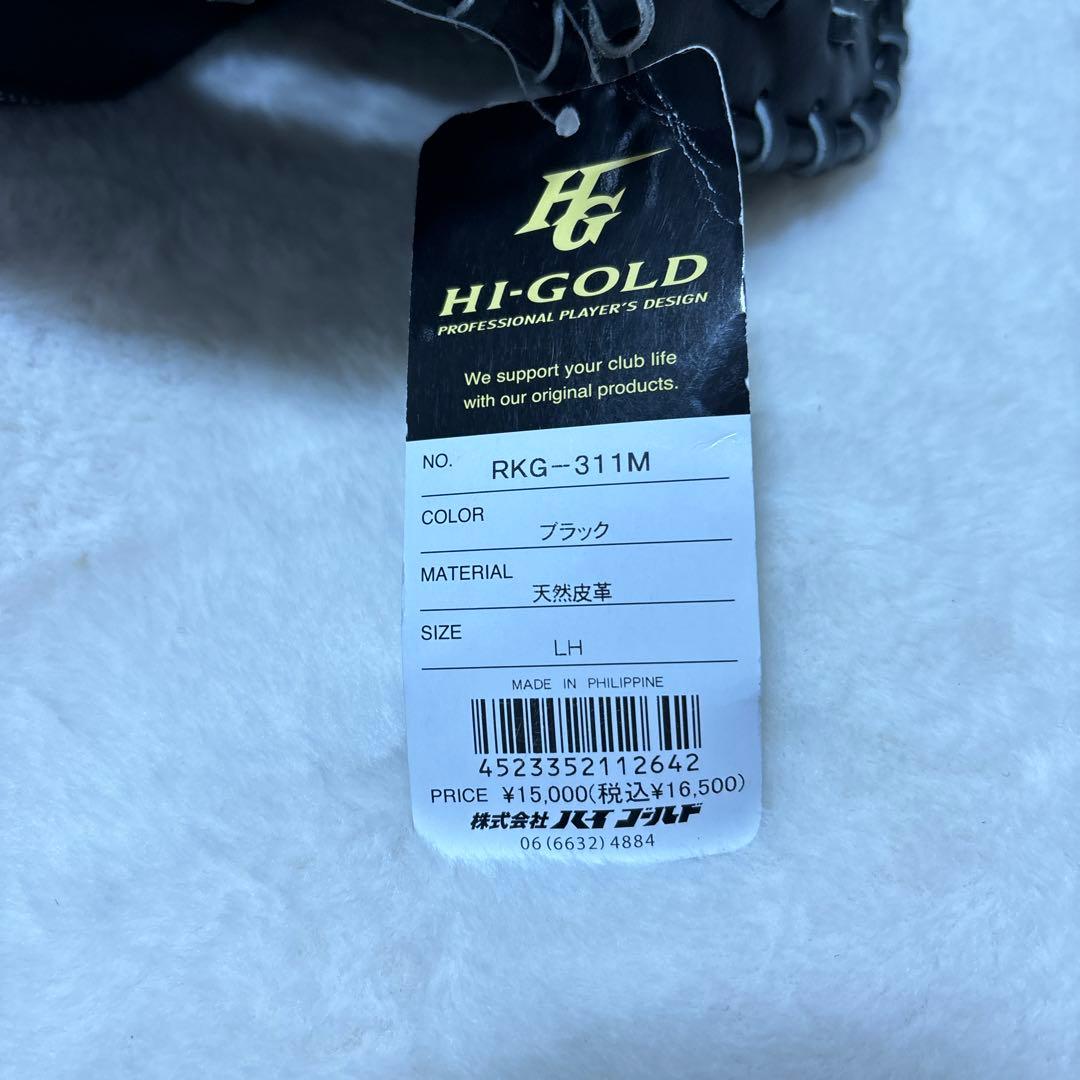 HG
HI-GOLD
PROFESSIONAL PLAYER'S DESIGN
We support your club life
with our original products.
NO. RKG-311M
COLOR ブラック
MATERIAL 天然皮革
SIZE LH
MADE IN PHILIPPINE
4523352112642
PRICE ¥15,000(税込¥16,500)
株式会社ハイゴールド
06(6632)4884